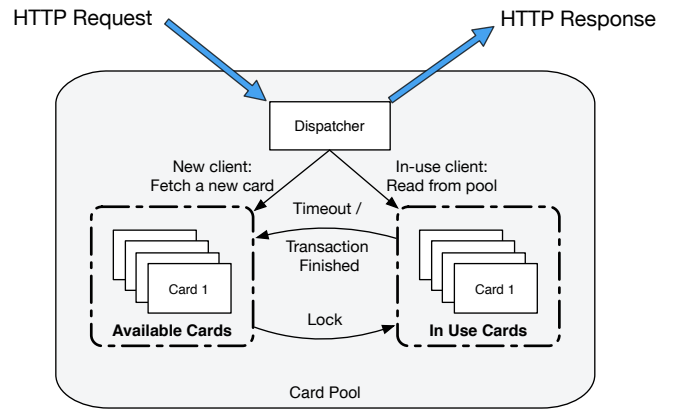 HTTP Request
HTTP Response
Dispatcher
New client:
Fetch a new card
In-use client:
Read from pool
Timeout /
Transaction
Finished
Card 1
Card 1
Lock
Available Cards
In Use Cards
Card Pool